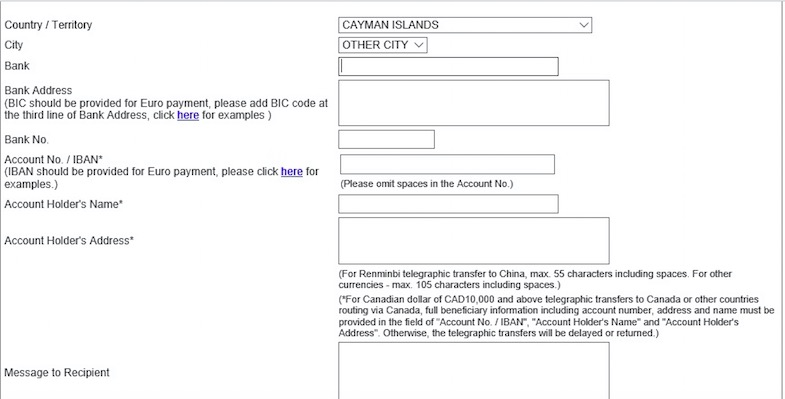 Country / Territory
CAYMAN ISLANDS
City
OTHER CITY
Bank
Bank Address
(BIC should be provided for Euro payment, please add BIC code at
the third line of Bank Address, click here for examples )
Bank No.
Account No. / IBAN*
(IBAN should be provided for Euro payment, please click here for
examples.)
(Please omit spaces in the Account No.)
Account Holder's Name*
Account Holder's Address*
(For Renminbi telegraphic transfer to China, max. 55 characters including spaces. For other
currencies - max. 105 characters including spaces.)
(*For Canadian dollar of CAD10,000 and above telegraphic transfers to Canada or other countries
routing via Canada, full beneficiary information including account number, address and name must be
provided in the field of "Account No. / IBAN", "Account Holder's Name" and "Account Holder's
Address". Otherwise, the telegraphic transfers will be delayed or returned.)
Message to Recipient